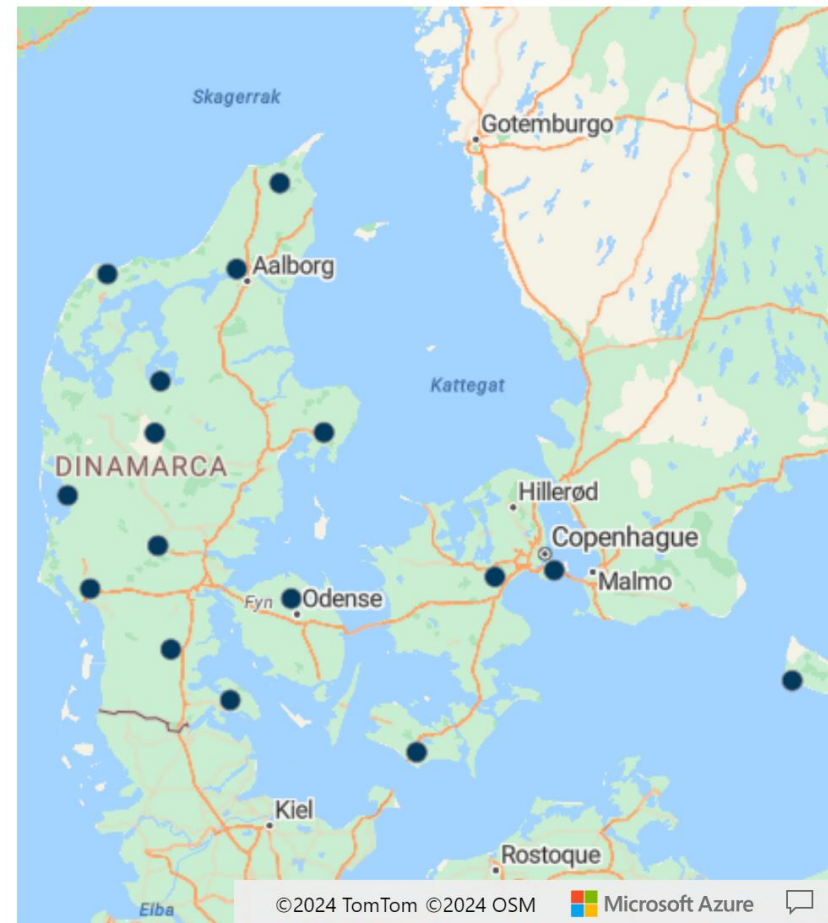 Skagerrak
Gotemburgo
Aalborg
Kattegat
DINAMARCA
Hillerød
Copenhague
Malmo
Fyn
Odense
Kiel
Rostoque
Elba
©2024 TomTom ©2024 OSM
Microsoft Azure